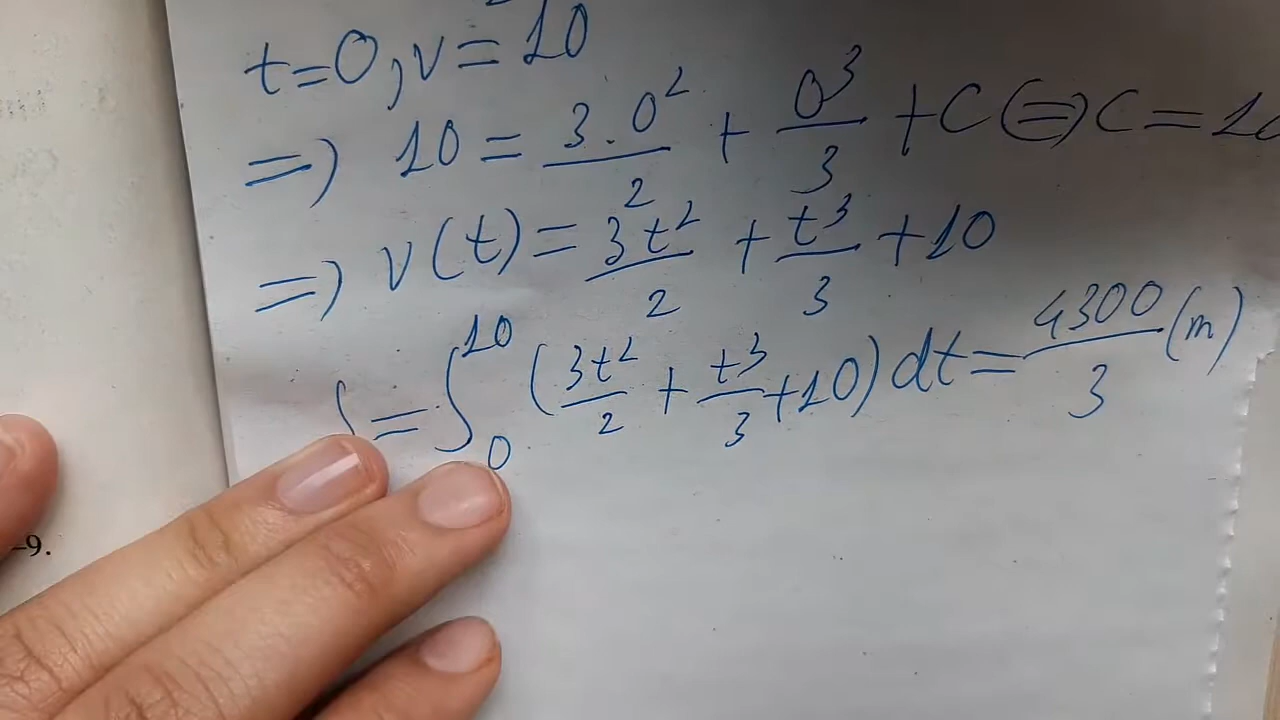 t=0, v=10
=> 10 = 3.0²/2 + 0³/3 + C <=> C = 10
=> v(t) = 3t²/2 + t³/3 + 10
S = ∫₀¹⁰ (3t²/2 + t³/3 + 10) dt = 4300/3 (m)
-9.